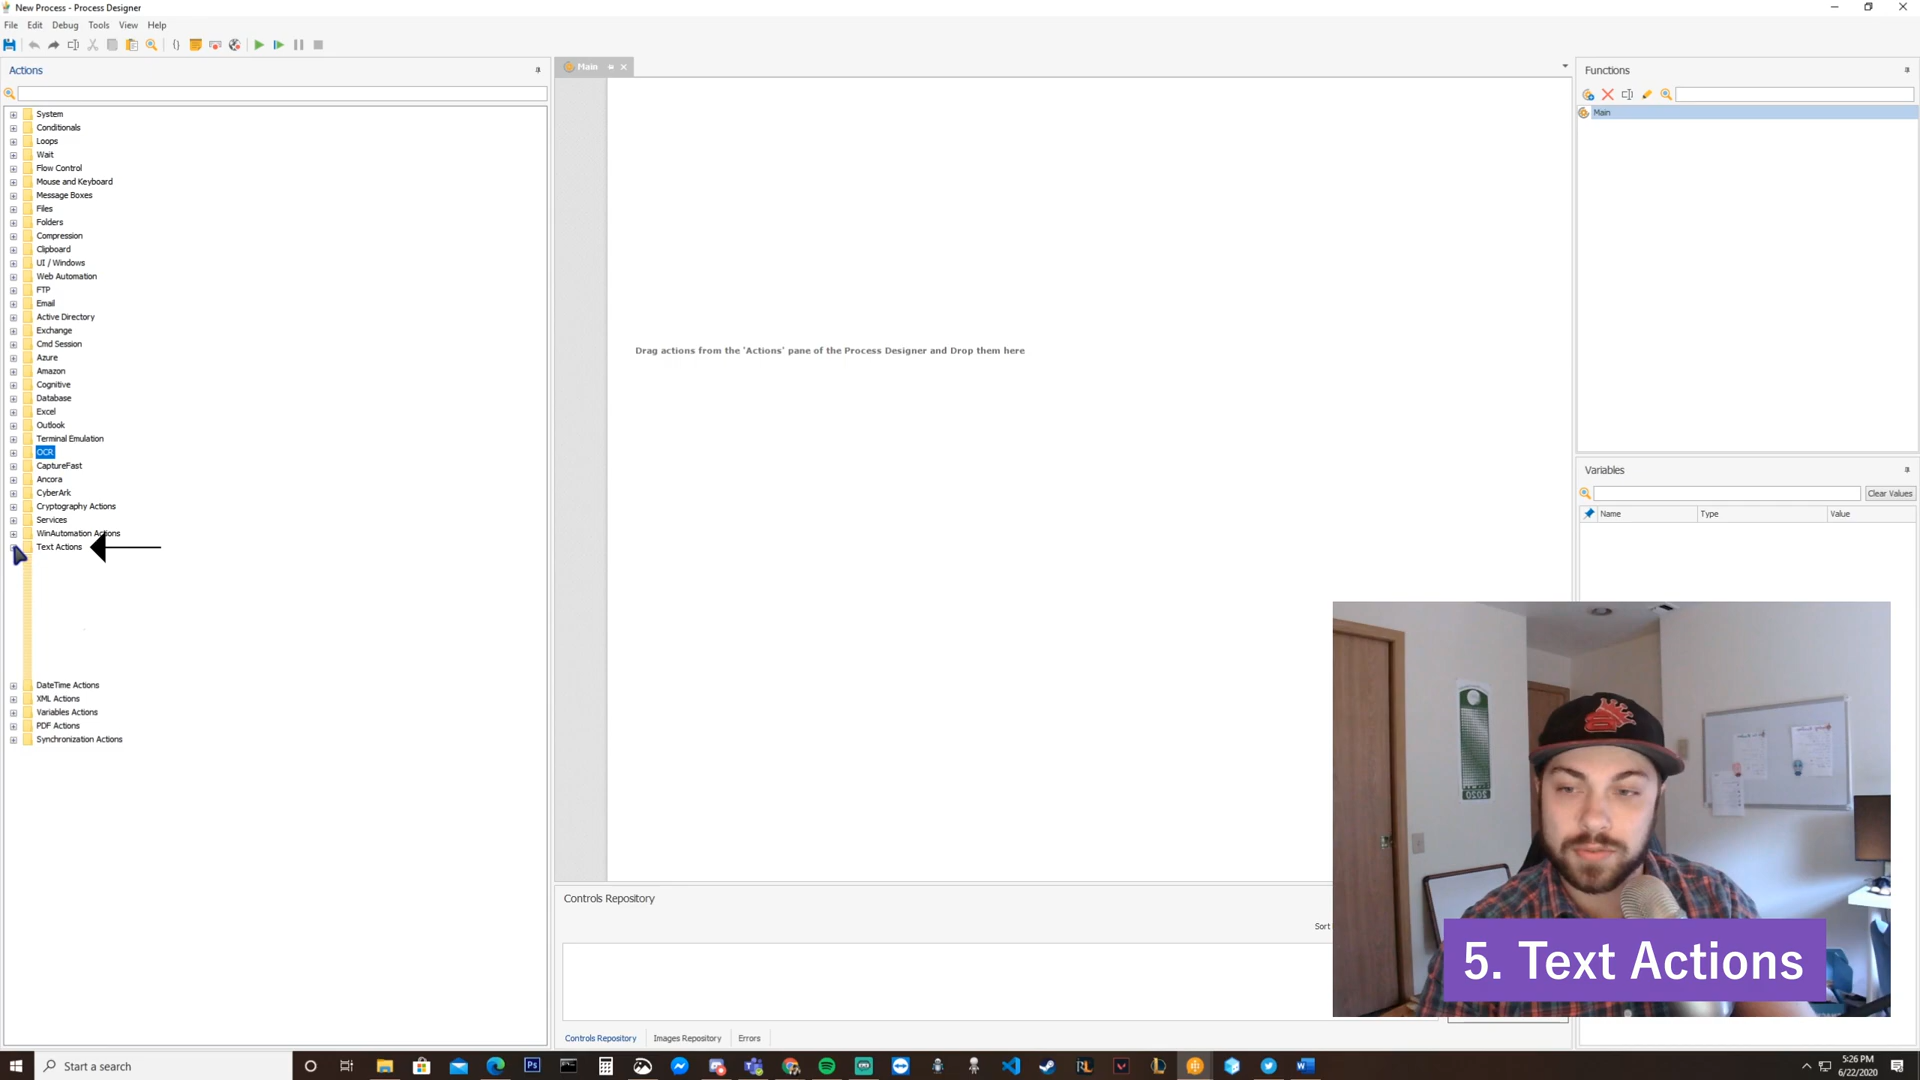 New Process - Process Designer
File Edit Debug Tools View Help
Actions
System
Conditionals
Loops
Wait
Flow Control
Mouse and Keyboard
Message Boxes
Files
Folders
Compression
Clipboard
UI / Windows
Web Automation
FTP
Email
Active Directory
Exchange
Cmd Session
Azure
Amazon
Cognitive
Database
Excel
Outlook
Terminal Emulation
OCR
CaptureFast
Ancora
CyberArk
Cryptography Actions
Services
WinAutomation Actions
Text Actions
DateTime Actions
XML Actions
Variables Actions
PDF Actions
Synchronization Actions
Main
Drag actions from the 'Actions' pane of the Process Designer and Drop them here
Controls Repository
Sort
Controls Repository Images Repository Errors
Functions
Main
Variables
Clear Values
Name Type Value
2020
5. Text Actions
Start a search
Ps
RL
5:26 PM
6/22/2020